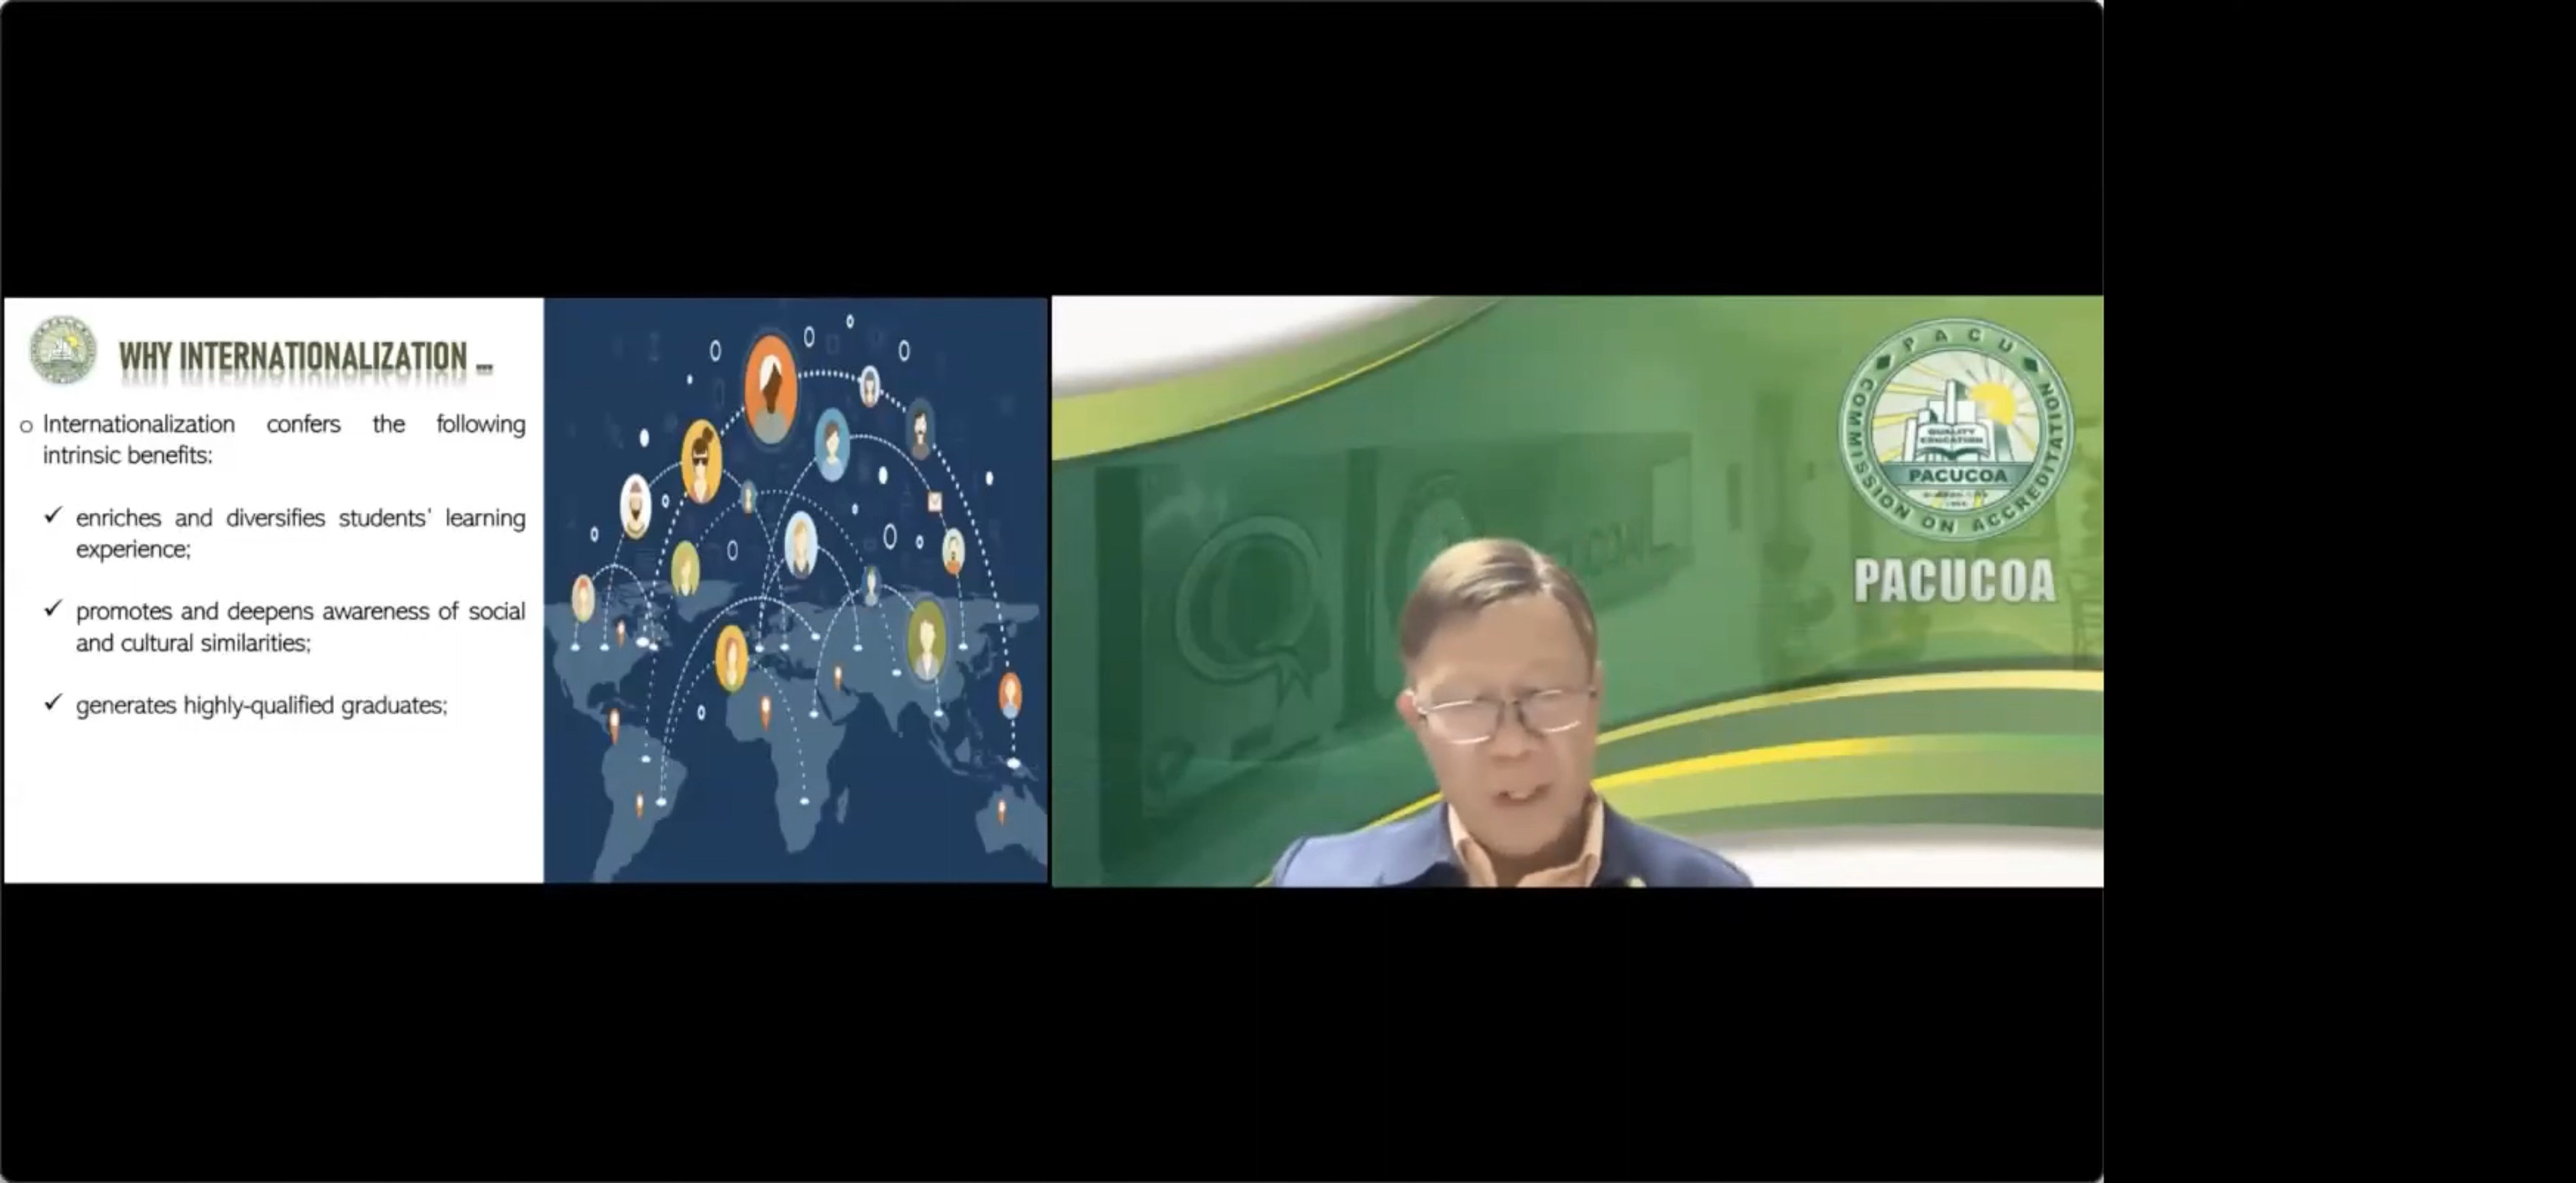 WHY INTERNATIONALIZATION ...
o Internationalization confers the following
intrinsic benefits:
✓ enriches and diversifies students' learning
experience;
✓ promotes and deepens awareness of social
and cultural similarities;
✓ generates highly-qualified graduates;
PACU
COMMISSION ON ACCREDITATION
QUALITY
EDUCATION
PACUCOA
PACUCOA